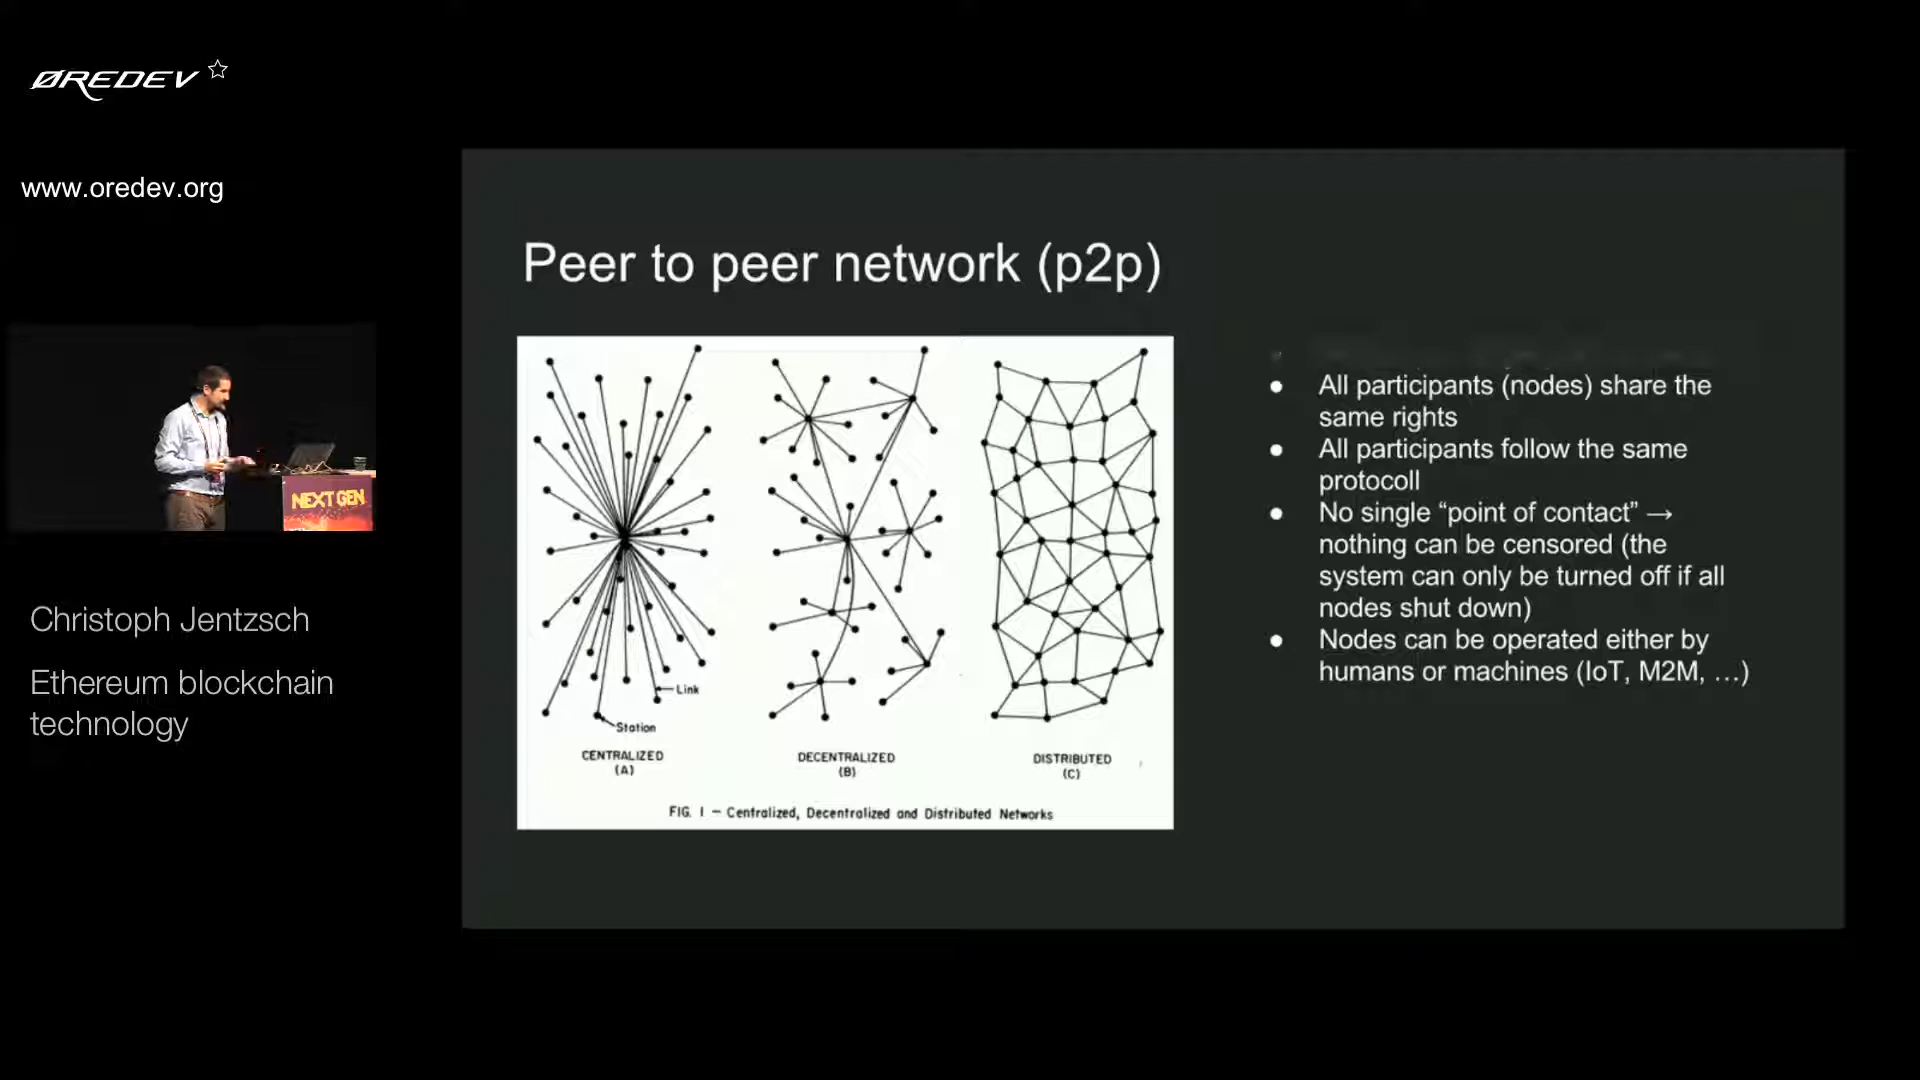 ØREDEV
www.oredev.org
NEXT GEN
Christoph Jentzsch
Ethereum blockchain
technology
Peer to peer network (p2p)
Link
Station
CENTRALIZED
(A)
DECENTRALIZED
(B)
DISTRIBUTED
(C)
FIG. 1 – Centralized, Decentralized and Distributed Networks
● All participants (nodes) share the
same rights
● All participants follow the same
protocoll
● No single “point of contact” →
nothing can be censored (the
system can only be turned off if all
nodes shut down)
● Nodes can be operated either by
humans or machines (IoT, M2M, …)